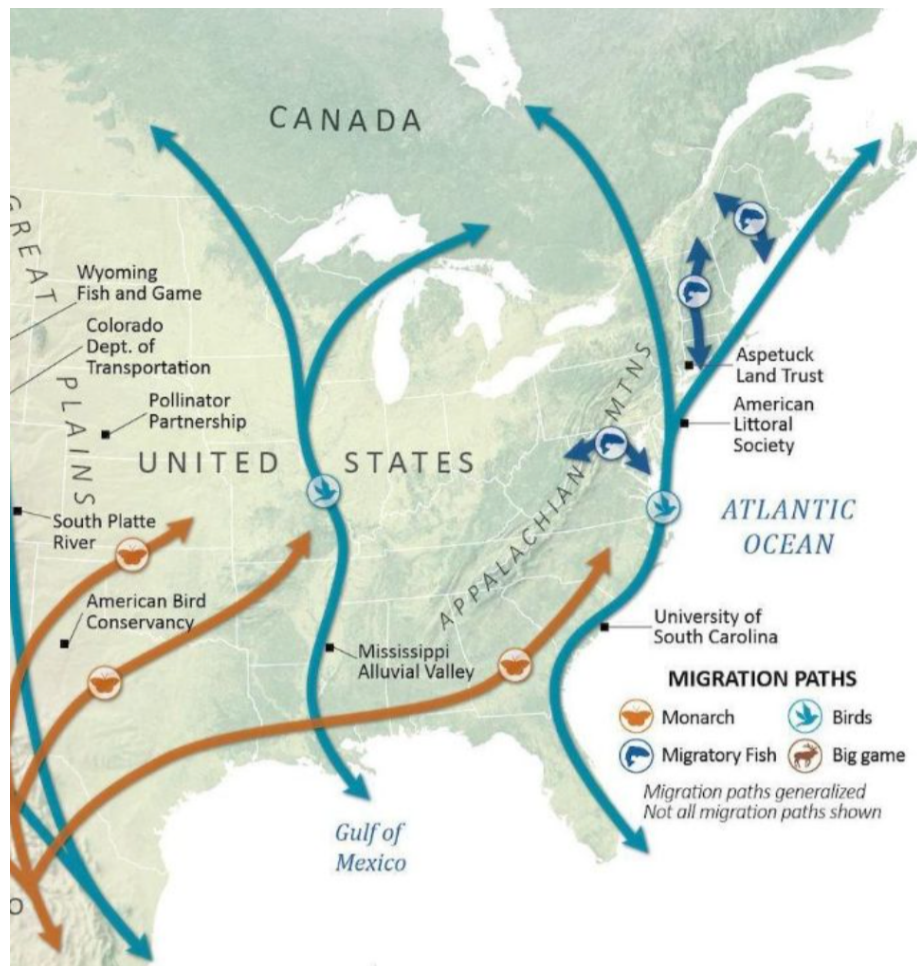 CANADA
GREAT
PLAINS
Wyoming
Fish and Game
Colorado
Dept. of
Transportation
Pollinator
Partnership
UNITED STATES
South Platte
River
American Bird
Conservancy
Mississippi
Alluvial Valley
APPALACHIAN MTNS
Aspetuck
Land Trust
American
Littoral
Society
ATLANTIC
OCEAN
University of
South Carolina
MIGRATION PATHS
Monarch
Birds
Migratory Fish
Big game
Migration paths generalized
Not all migration paths shown
Gulf of
Mexico
O